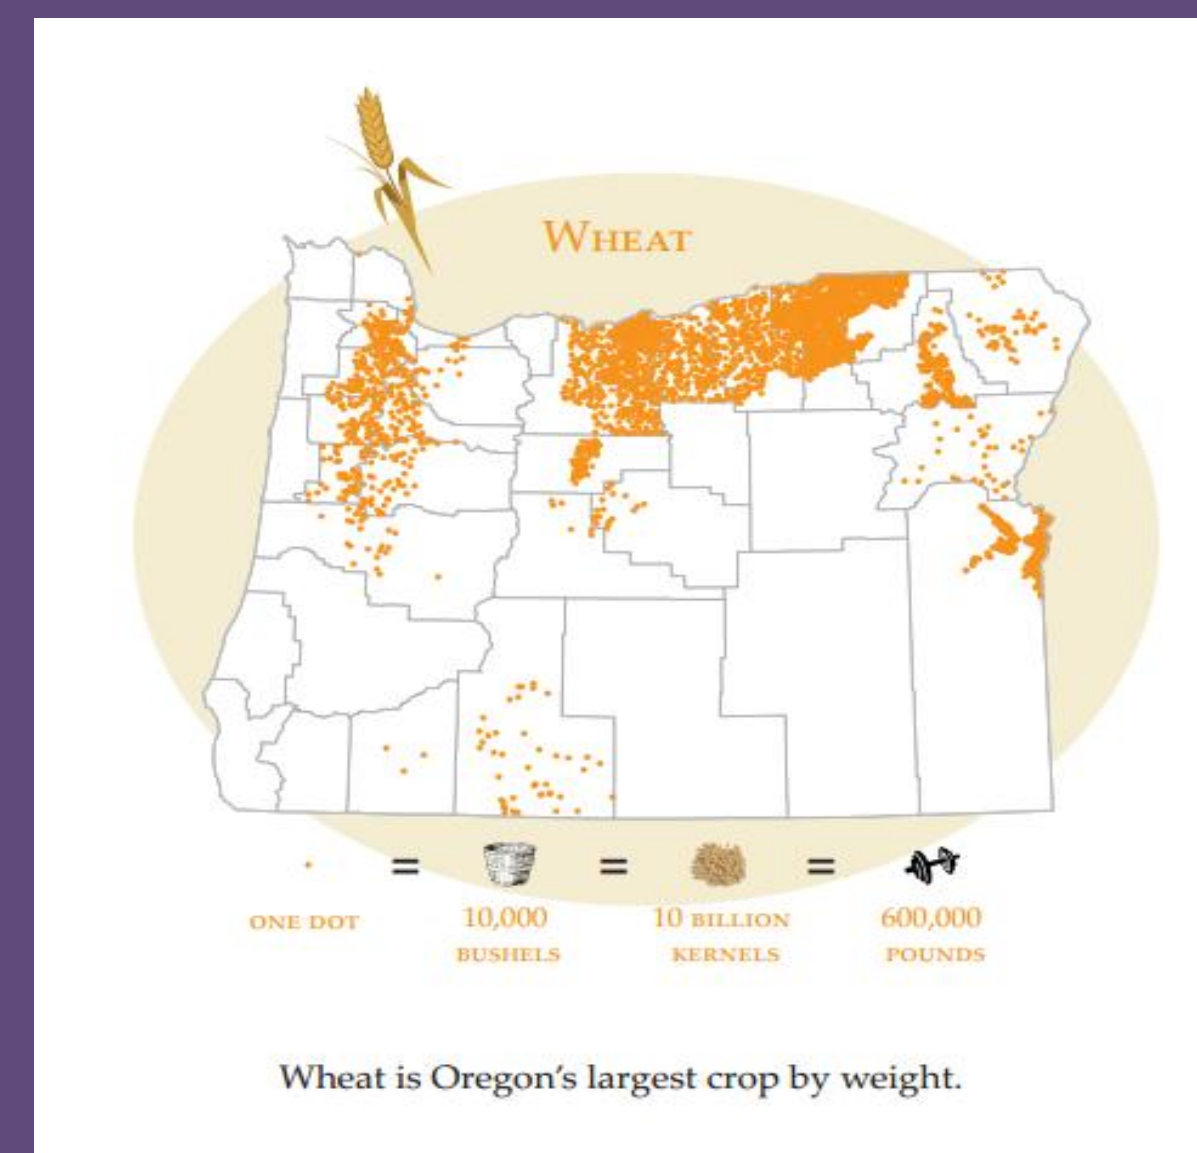 WHEAT
= = =
ONE DOT
10,000
BUSHELS
10 BILLION
KERNELS
600,000
POUNDS
Wheat is Oregon's largest crop by weight.